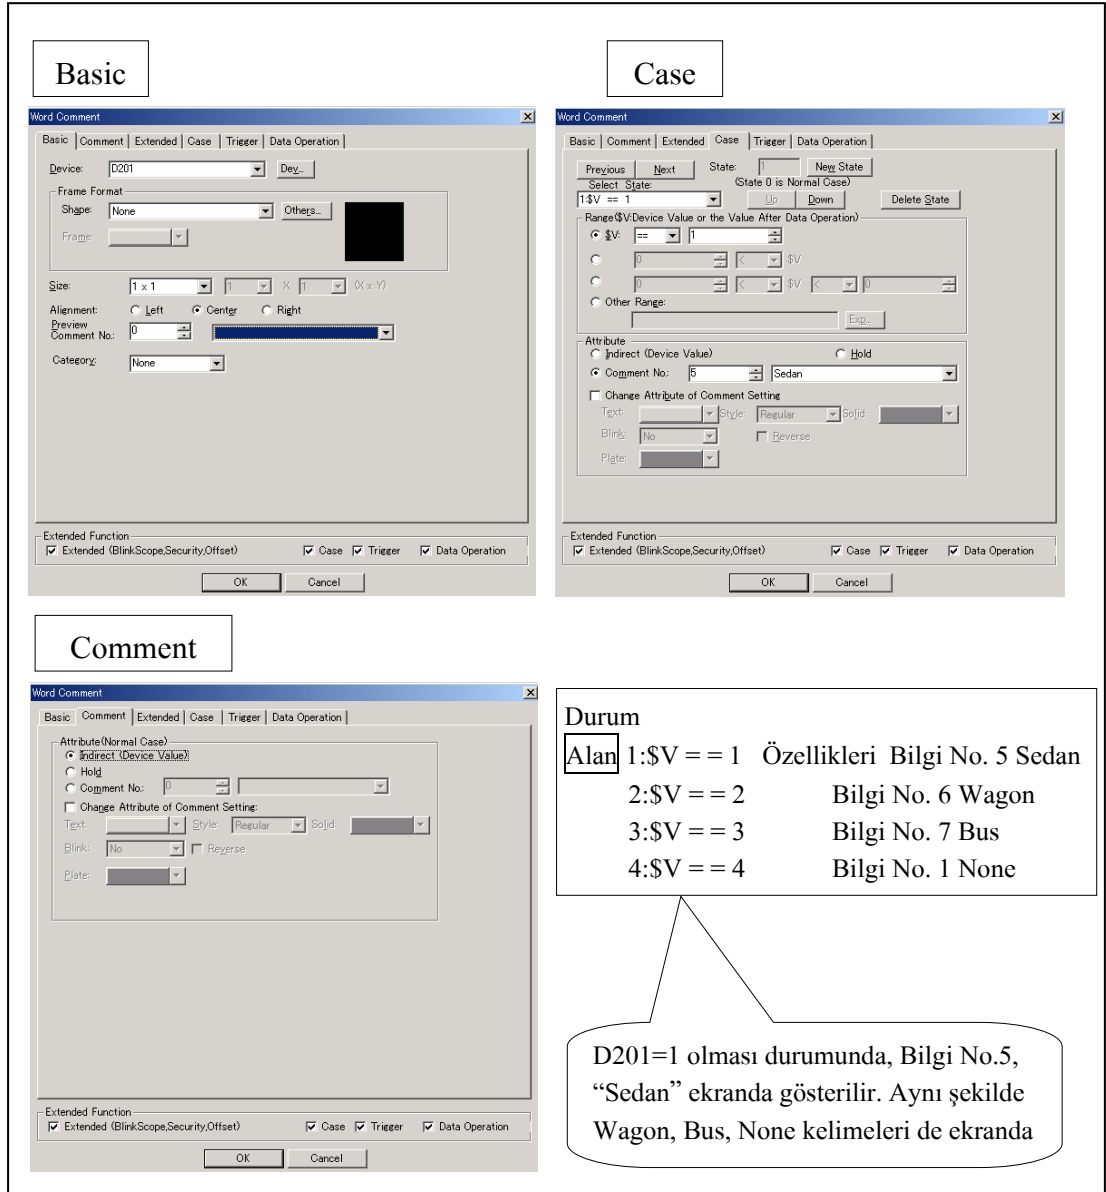 Basic
Case
Word Comment
Basic Comment Extended Case Trigger Data Operation
Device: D201 Dev...
Frame Format
Shape: None Others...
Frame:
Size: 1 x 1 1 X 1 (X x Y)
Alignment: Left Center Right
Preview
Comment No.: 0
Category: None
Extended Function
Extended (BlinkScope,Security,Offset) Case Trigger Data Operation
OK Cancel
Word Comment
Basic Comment Extended Case Trigger Data Operation
Previous Next State: 1 New State
Select State: (State 0 is Normal Case)
1:$V == 1 Up Down Delete State
Range($V:Device Value or the Value After Data Operation)
$V: == 1
0 < $V
0 < $V < 0
Other Range:
Exp...
Attribute
Indirect (Device Value) Hold
Comment No.: 5 Sedan
Change Attribute of Comment Setting
Text: Style: Regular Solid:
Blink: No Reverse
Plate:
Extended Function
Extended (BlinkScope,Security,Offset) Case Trigger Data Operation
OK Cancel
Comment
Word Comment
Basic Comment Extended Case Trigger Data Operation
Attribute(Normal Case)
Indirect (Device Value)
Hold
Comment No.: 0
Change Attribute of Comment Setting:
Text: Style: Regular Solid:
Blink: No Reverse
Plate:
Extended Function
Extended (BlinkScope,Security,Offset) Case Trigger Data Operation
OK Cancel
Durum
Alan 1:$V = = 1 Özellikleri Bilgi No. 5 Sedan
2:$V = = 2 Bilgi No. 6 Wagon
3:$V = = 3 Bilgi No. 7 Bus
4:$V = = 4 Bilgi No. 1 None
D201=1 olması durumunda, Bilgi No.5,
“Sedan” ekranda gösterilir. Aynı şekilde
Wagon, Bus, None kelimeleri de ekranda